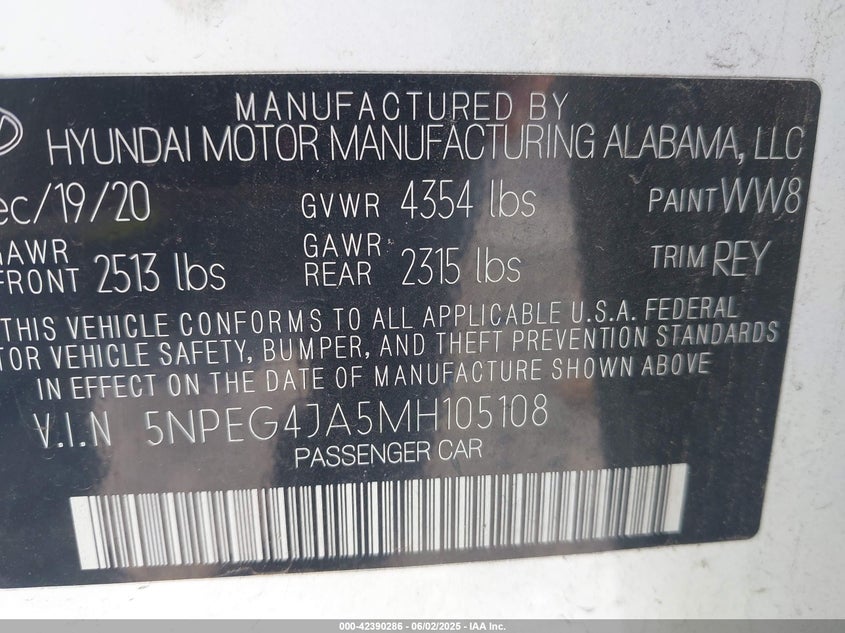 MANUFACTURED BY
HYUNDAI MOTOR MANUFACTURING ALABAMA, LLC
ec/19/20 GVWR 4354 lbs PAINT WW8
GAWR FRONT 2513 lbs GAWR REAR 2315 lbs TRIM REY
THIS VEHICLE CONFORMS TO ALL APPLICABLE U.S.A. FEDERAL
TOR VEHICLE SAFETY, BUMPER, AND THEFT PREVENTION STANDARDS
IN EFFECT ON THE DATE OF MANUFACTURE SHOWN ABOVE
V.I.N 5NPEG4JA5MH105108
PASSENGER CAR
000-42390286 - 06/02/2025 - IAA Inc.